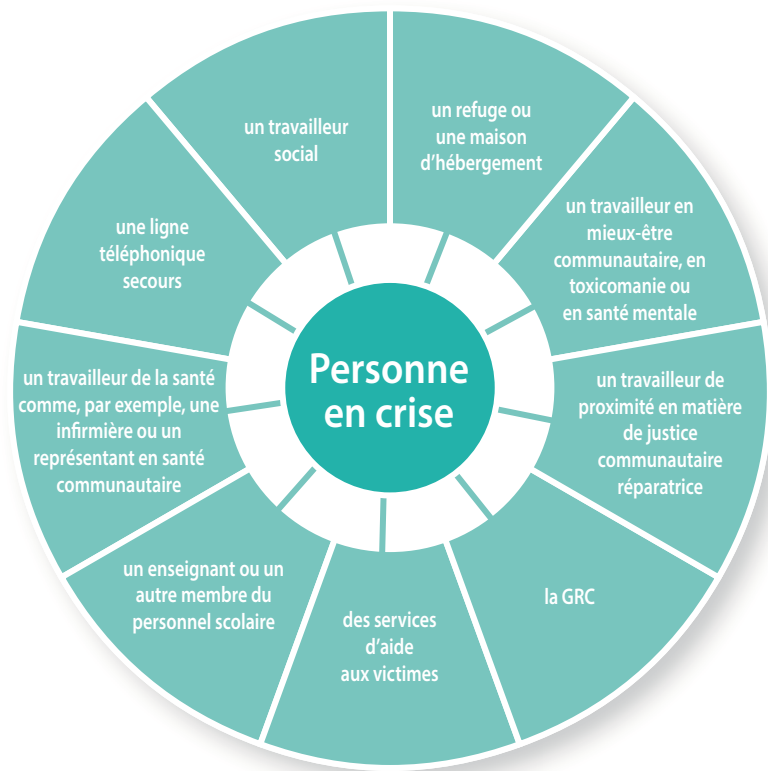 Personne
en crise
un refuge ou
une maison
d’hébergement
un travailleur en
mieux-être
communautaire, en
toxicomanie ou
en santé mentale
un travailleur de
proximité en matière
de justice
communautaire
réparatrice
la GRC
des services
d’aide
aux victimes
un enseignant ou un
autre membre du
personnel scolaire
un travailleur de la santé
comme, par exemple, une
infirmière ou un
représentant en santé
communautaire
une ligne
téléphonique
secours
un travailleur
social